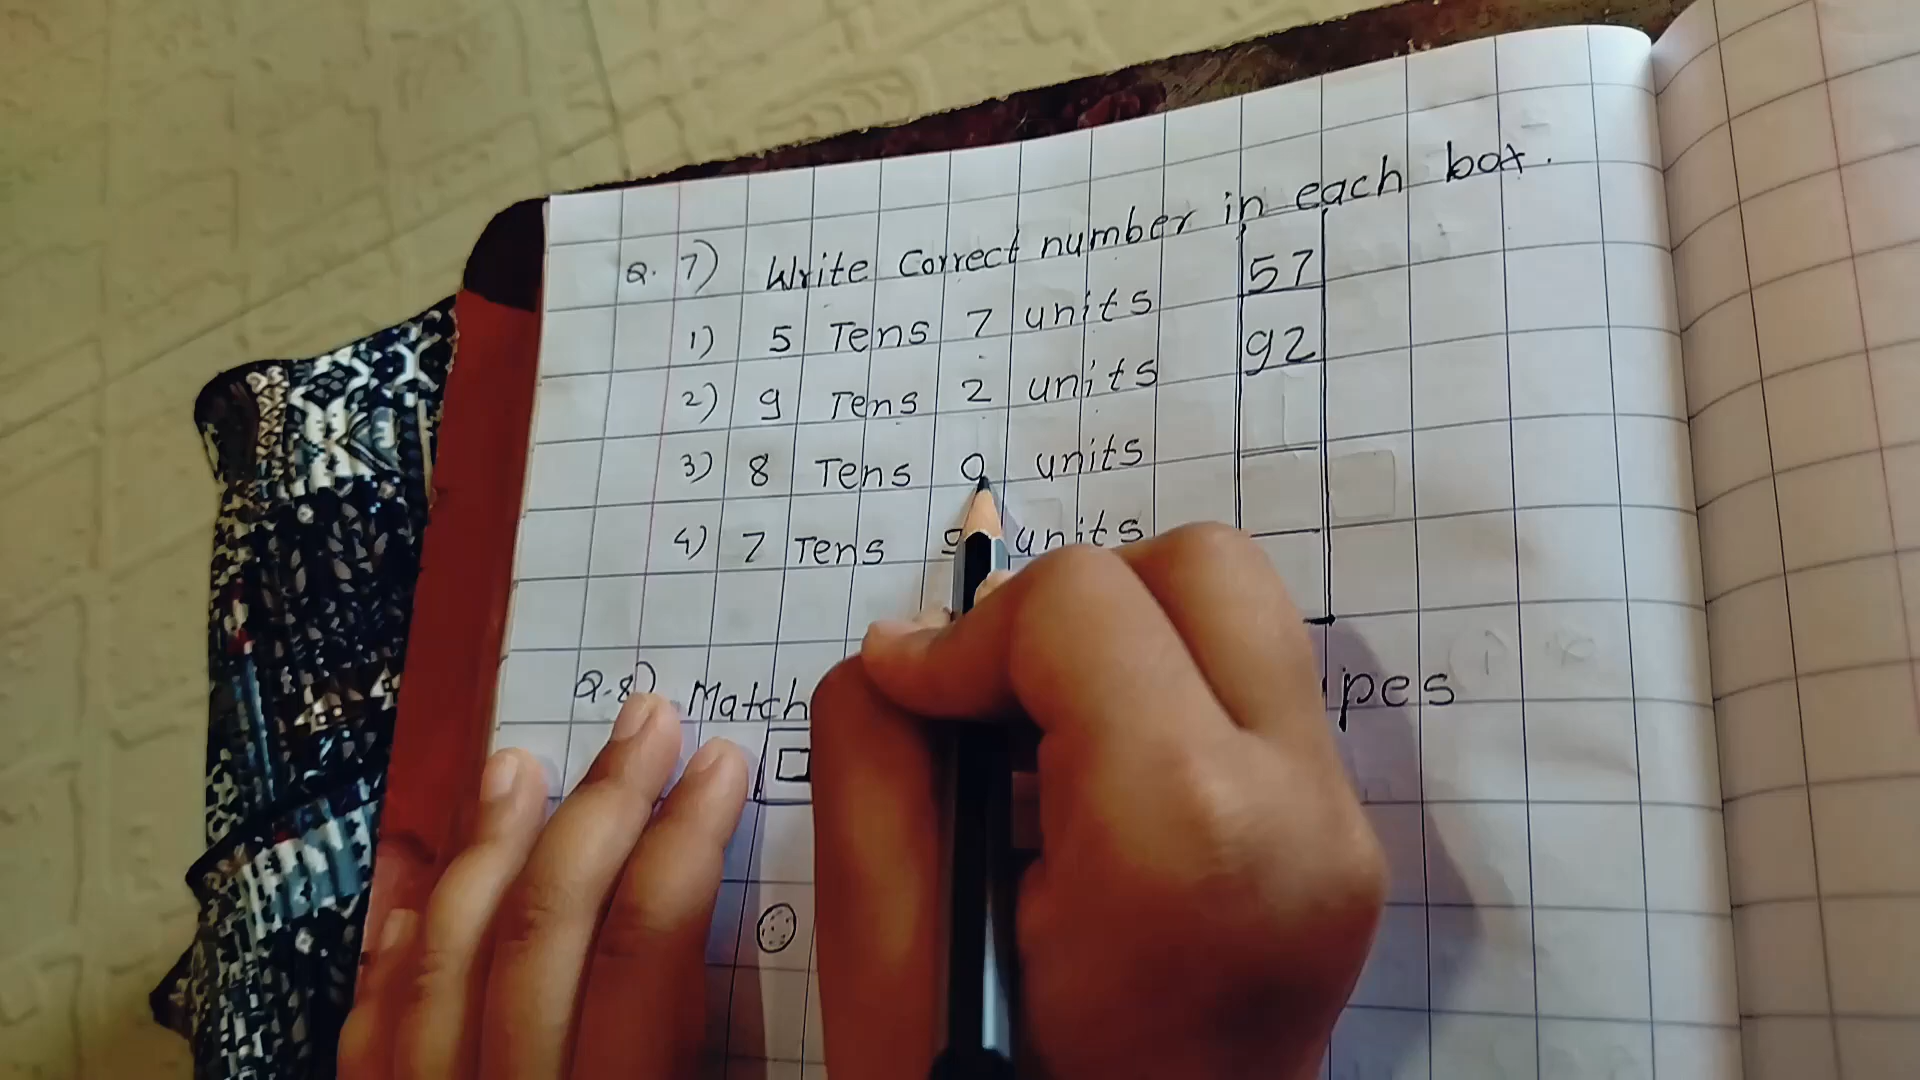 Q. 7) Write Correct number in each box.
1) 5 Tens 7 units 57
2) 9 Tens 2 units 92
3) 8 Tens 0 units
4) 7 Tens 9 units
Q-8) Match